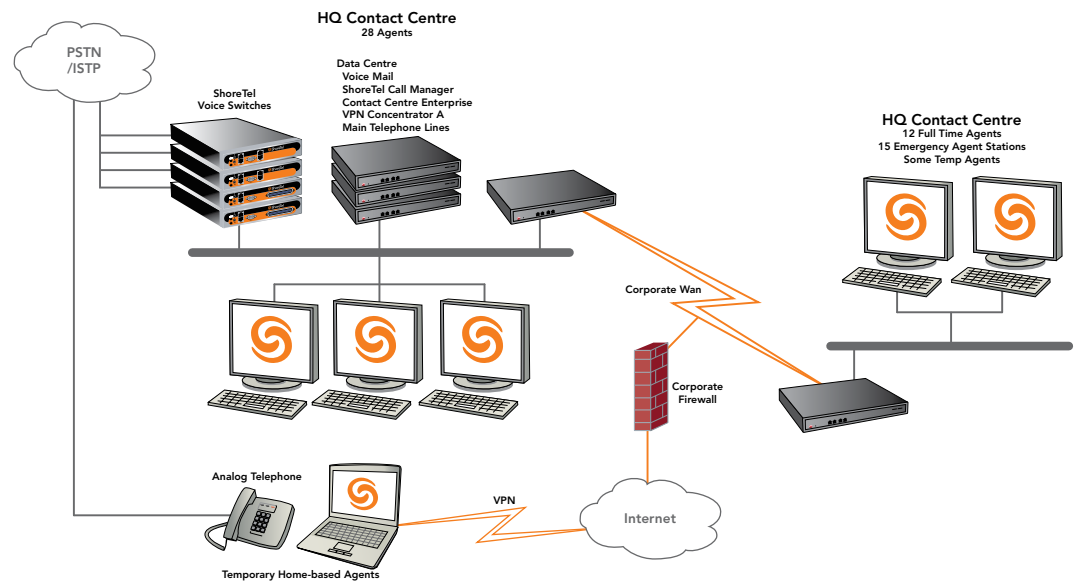 HQ Contact Centre
28 Agents
PSTN
/ISTP
Data Centre
Voice Mail
ShoreTel Call Manager
Contact Centre Enterprise
VPN Concentrator A
Main Telephone Lines
ShoreTel
Voice Switches
HQ Contact Centre
12 Full Time Agents
15 Emergency Agent Stations
Some Temp Agents
Corporate Wan
Corporate
Firewall
Analog Telephone
VPN
Internet
Temporary Home-based Agents